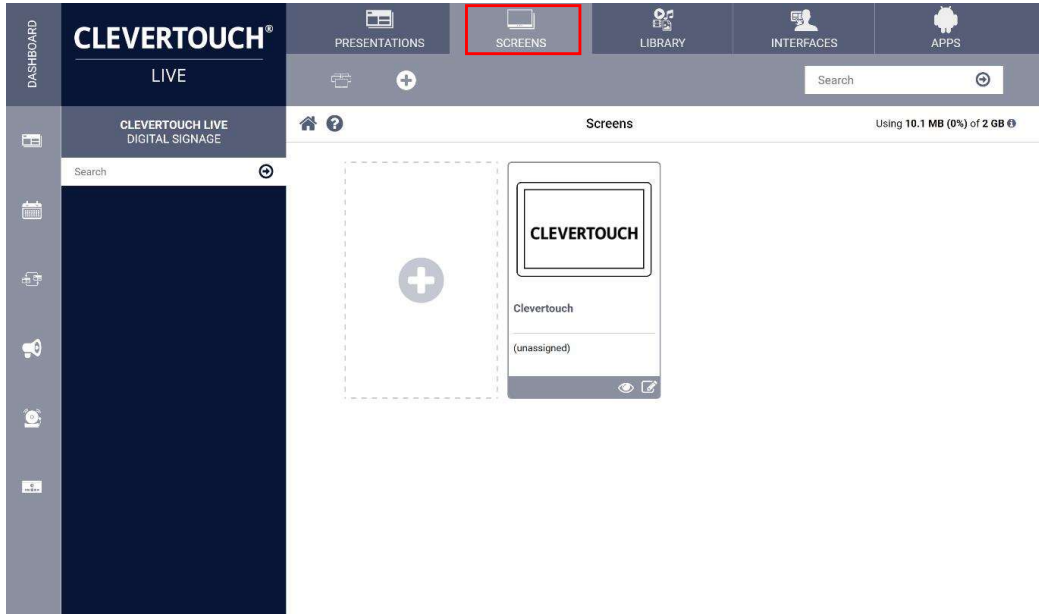 DASHBOARD
CLEVERTOUCH®
LIVE
PRESENTATIONS
SCREENS
LIBRARY
INTERFACES
APPS
Search
CLEVERTOUCH LIVE
DIGITAL SIGNAGE
Search
Screens
Using 10.1 MB (0%) of 2 GB
CLEVERTOUCH
Clevertouch
(unassigned)